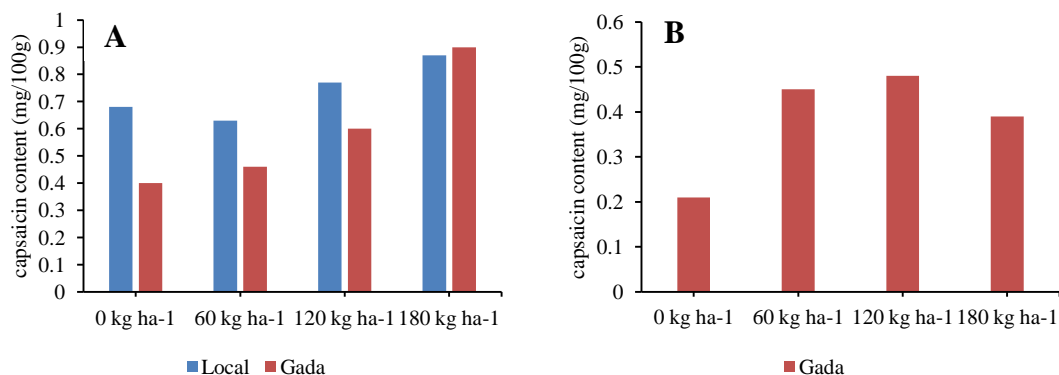 A
capsaicin content (mg/100g)
1
0.9
0.8
0.7
0.6
0.5
0.4
0.3
0.2
0.1
0
0 kg ha-1 60 kg ha-1 120 kg ha-1 180 kg ha-1
Local Gada
B
capsaicin content (mg/100g)
0.6
0.5
0.4
0.3
0.2
0.1
0
0 kg ha-1 60 kg ha-1 120 kg ha-1 180 kg ha-1
Gada